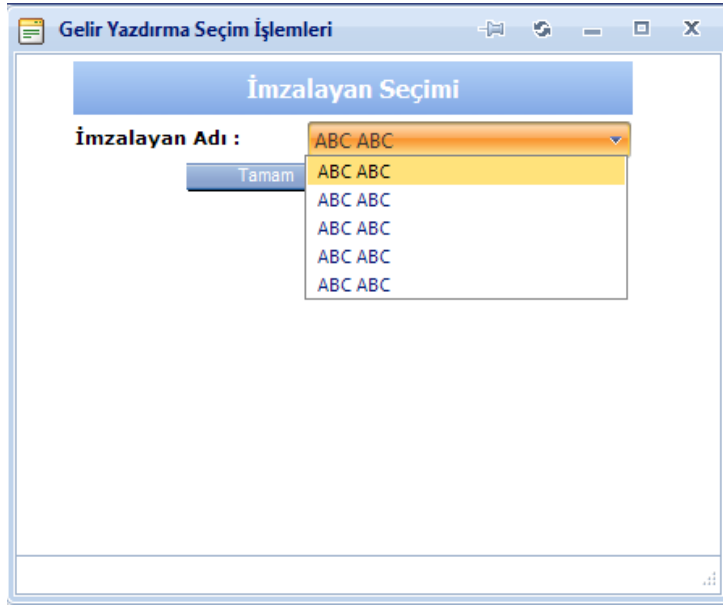 Gelir Yazdırma Seçim İşlemleri
İmzalayan Seçimi
İmzalayan Adı : ABC ABC
Tamam ABC ABC
ABC ABC
ABC ABC
ABC ABC
ABC ABC